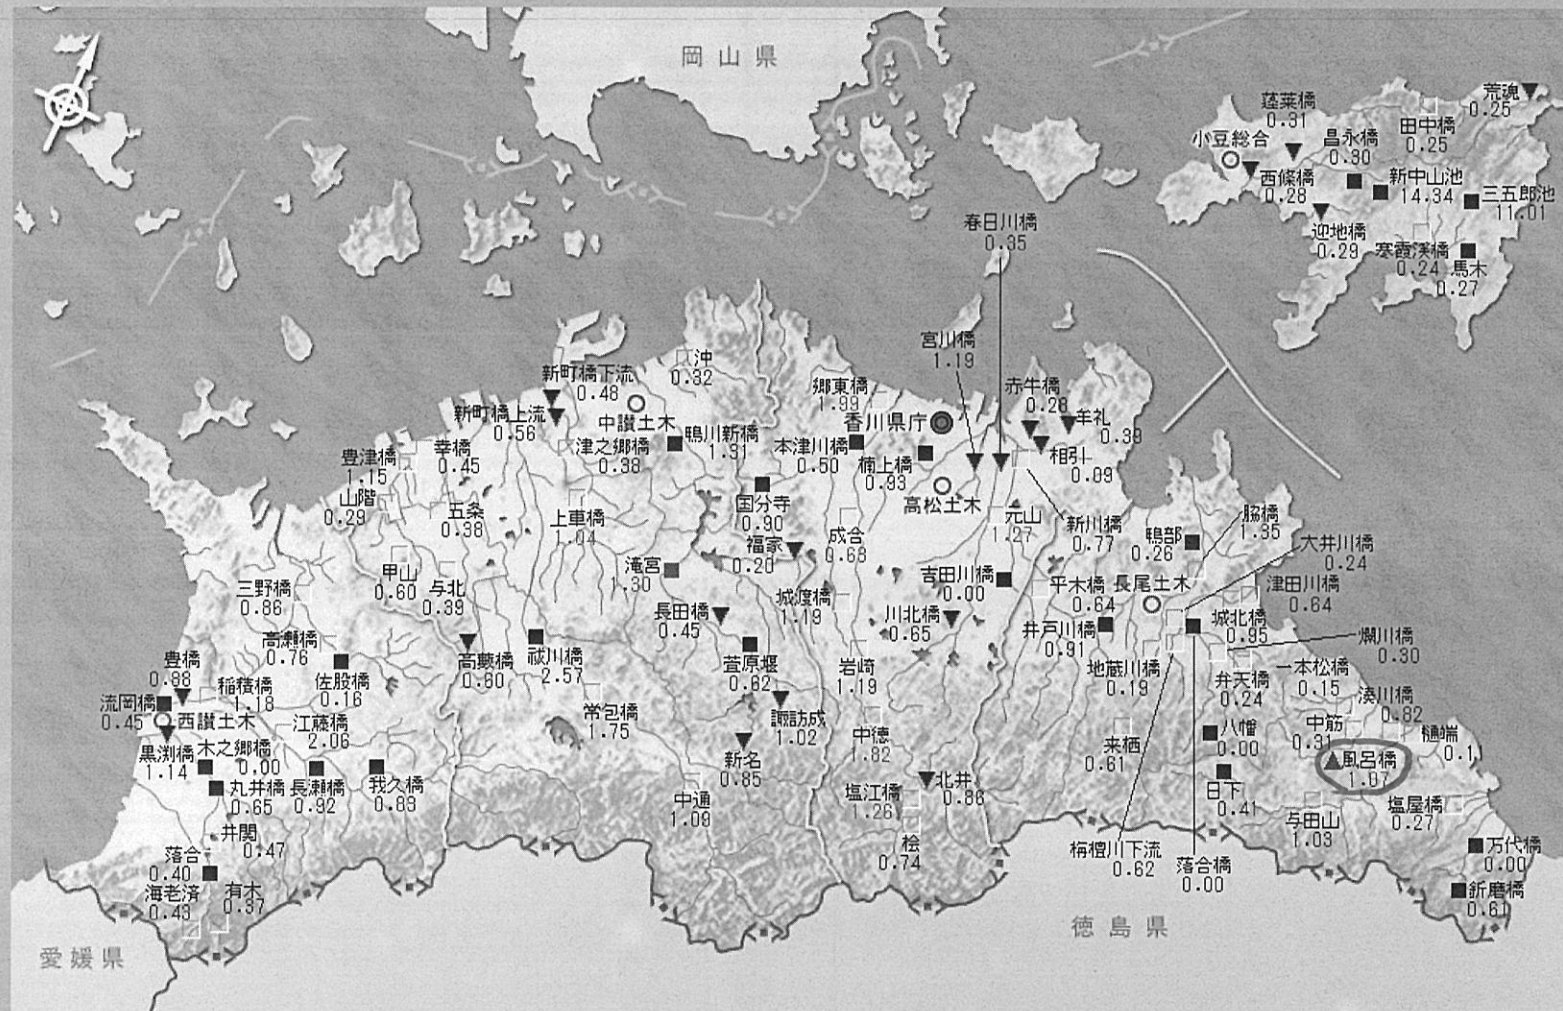 岡山県
荒魂
0.25
蓬莱橋
0.31
田中橋
0.25
小豆総合
昌永橋
0.30
西條橋
0.28
新中山池
14.34
三五郎池
11.01
迎地橋
0.29
寒霞渓橋
0.24
馬木
0.27
春日川橋
0.35
宮川橋
1.19
沖
0.32
新町橋下流
0.48
郷東橋
1.99
赤牛橋
0.28
新町橋上流
0.56
中讃土木
香川県庁
牟礼
0.39
鴨川新橋
1.31
津之郷橋
0.38
本津川橋
0.50
楠上橋
0.93
相引
0.89
幸橋
0.45
豊津橋
1.15
山階
0.29
五条
0.38
上車橋
1.04
国分寺
0.90
高松土木
元山
1.27
新川橋
0.77
脇橋
1.35
鴨部
0.26
福家
0.20
成合
0.68
大井川橋
0.24
甲山
0.60
与北
0.39
滝宮
1.30
吉田川橋
0.00
平木橋
0.64
長尾土木
津田川橋
0.64
三野橋
0.86
長田橋
0.45
城渡橋
1.19
川北橋
0.65
井戸川橋
0.91
城北橋
0.95
高瀬橋
0.76
高藪橋
0.60
祓川橋
2.57
萱原堰
0.62
岩崎
1.19
地蔵川橋
0.19
爛川橋
0.30
豊橋
0.88
稲積橋
1.18
佐股橋
0.16
弁天橋
0.24
一本松橋
0.15
流岡橋
0.45
西讃土木
江藤橋
2.06
常包橋
1.75
諏訪成
1.02
中徳
1.82
来栖
0.61
八幡
0.00
中筋
0.31
湊川橋
0.82
樋端
0.1
黒渕橋
1.14
木之郷橋
0.00
新名
0.85
風呂橋
1.07
丸井橋
0.65
長瀬橋
0.92
我久橋
0.88
中通
1.09
塩江橋
1.26
北井
0.86
日下
0.41
与田山
1.03
塩屋橋
0.27
井関
0.47
落合
0.40
桧
0.74
栴檀川下流
0.62
落合橋
0.00
万代橋
0.00
海老済
0.43
有木
0.37
折磨橋
0.61
愛媛県
徳島県